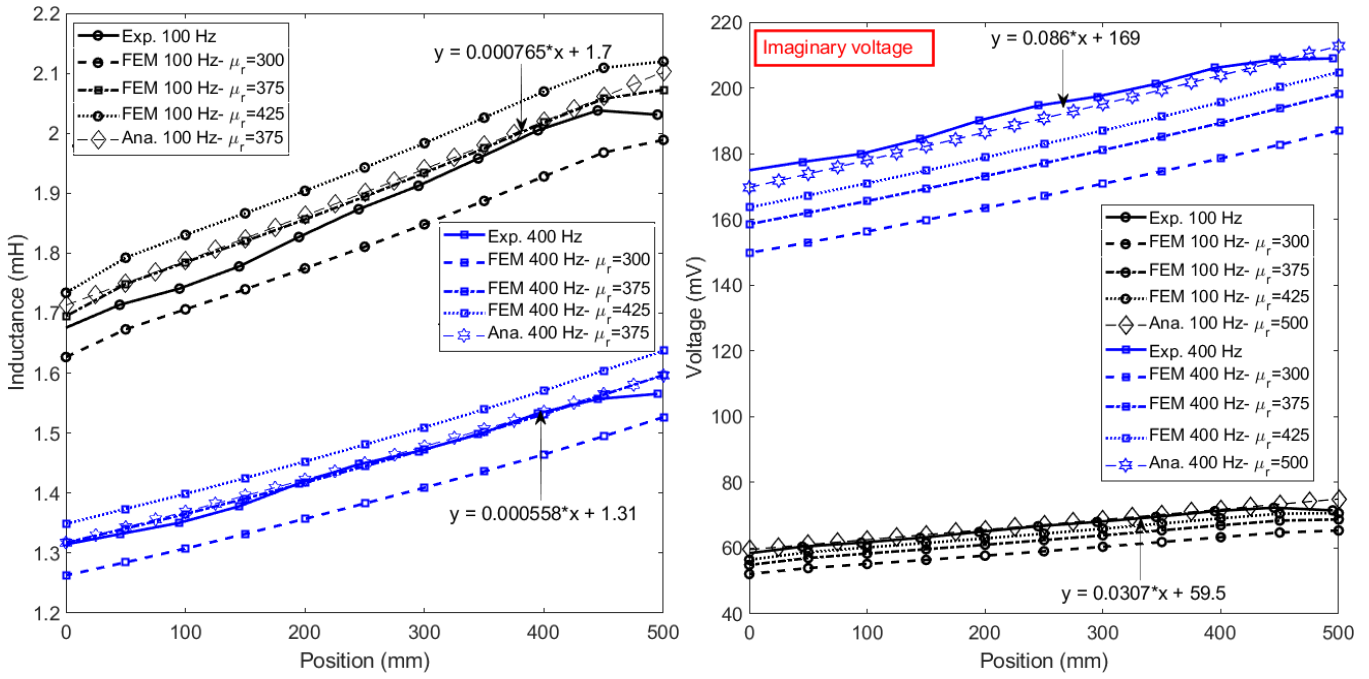 2.2
2.1
2
1.9
1.8
1.7
1.6
1.5
1.4
1.3
1.2
Inductance (mH)
0
100
200
300
400
500
Position (mm)
Exp. 100 Hz
FEM 100 Hz- μr=300
FEM 100 Hz- μr=375
FEM 100 Hz- μr=425
Ana. 100 Hz- μr=375
y = 0.000765*x + 1.7
Exp. 400 Hz
FEM 400 Hz- μr=300
FEM 400 Hz- μr=375
FEM 400 Hz- μr=425
Ana. 400 Hz- μr=375
y = 0.000558*x + 1.31
220
200
180
160
140
120
100
80
60
40
Voltage (mV)
0
100
200
300
400
500
Position (mm)
Imaginary voltage
y = 0.086*x + 169
Exp. 100 Hz
FEM 100 Hz- μr=300
FEM 100 Hz- μr=375
FEM 100 Hz- μr=425
Ana. 100 Hz- μr=500
Exp. 400 Hz
FEM 400 Hz- μr=300
FEM 400 Hz- μr=375
FEM 400 Hz- μr=425
Ana. 400 Hz- μr=500
y = 0.0307*x + 59.5